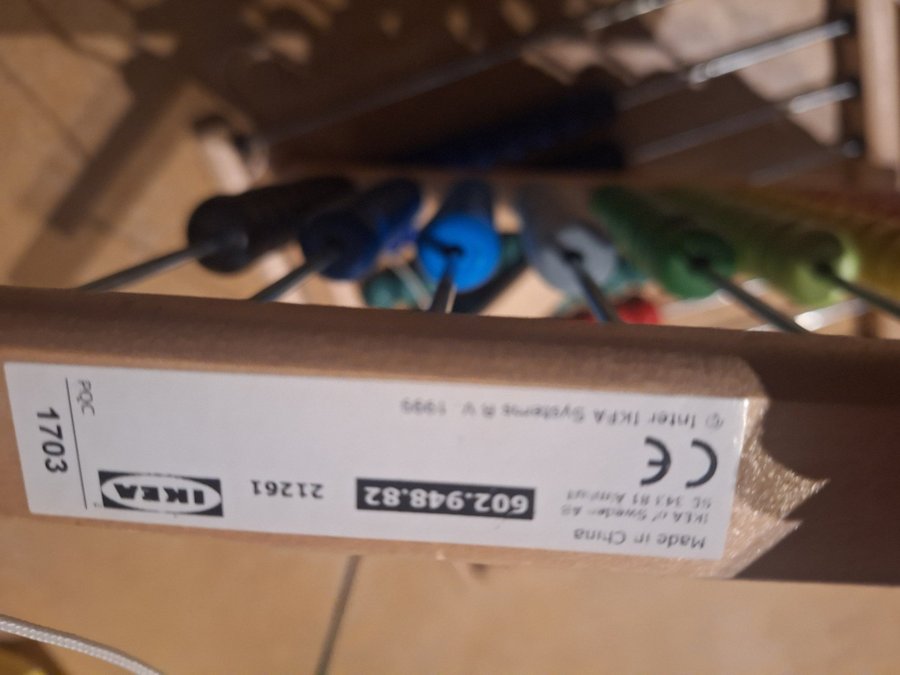 Made in China
IKEA of Sweden AB
SE 343 81 Älmhult
CE
602.948.82
21261
IKEA
© Inter IKEA Systems B.V. 1999
PQC
1703